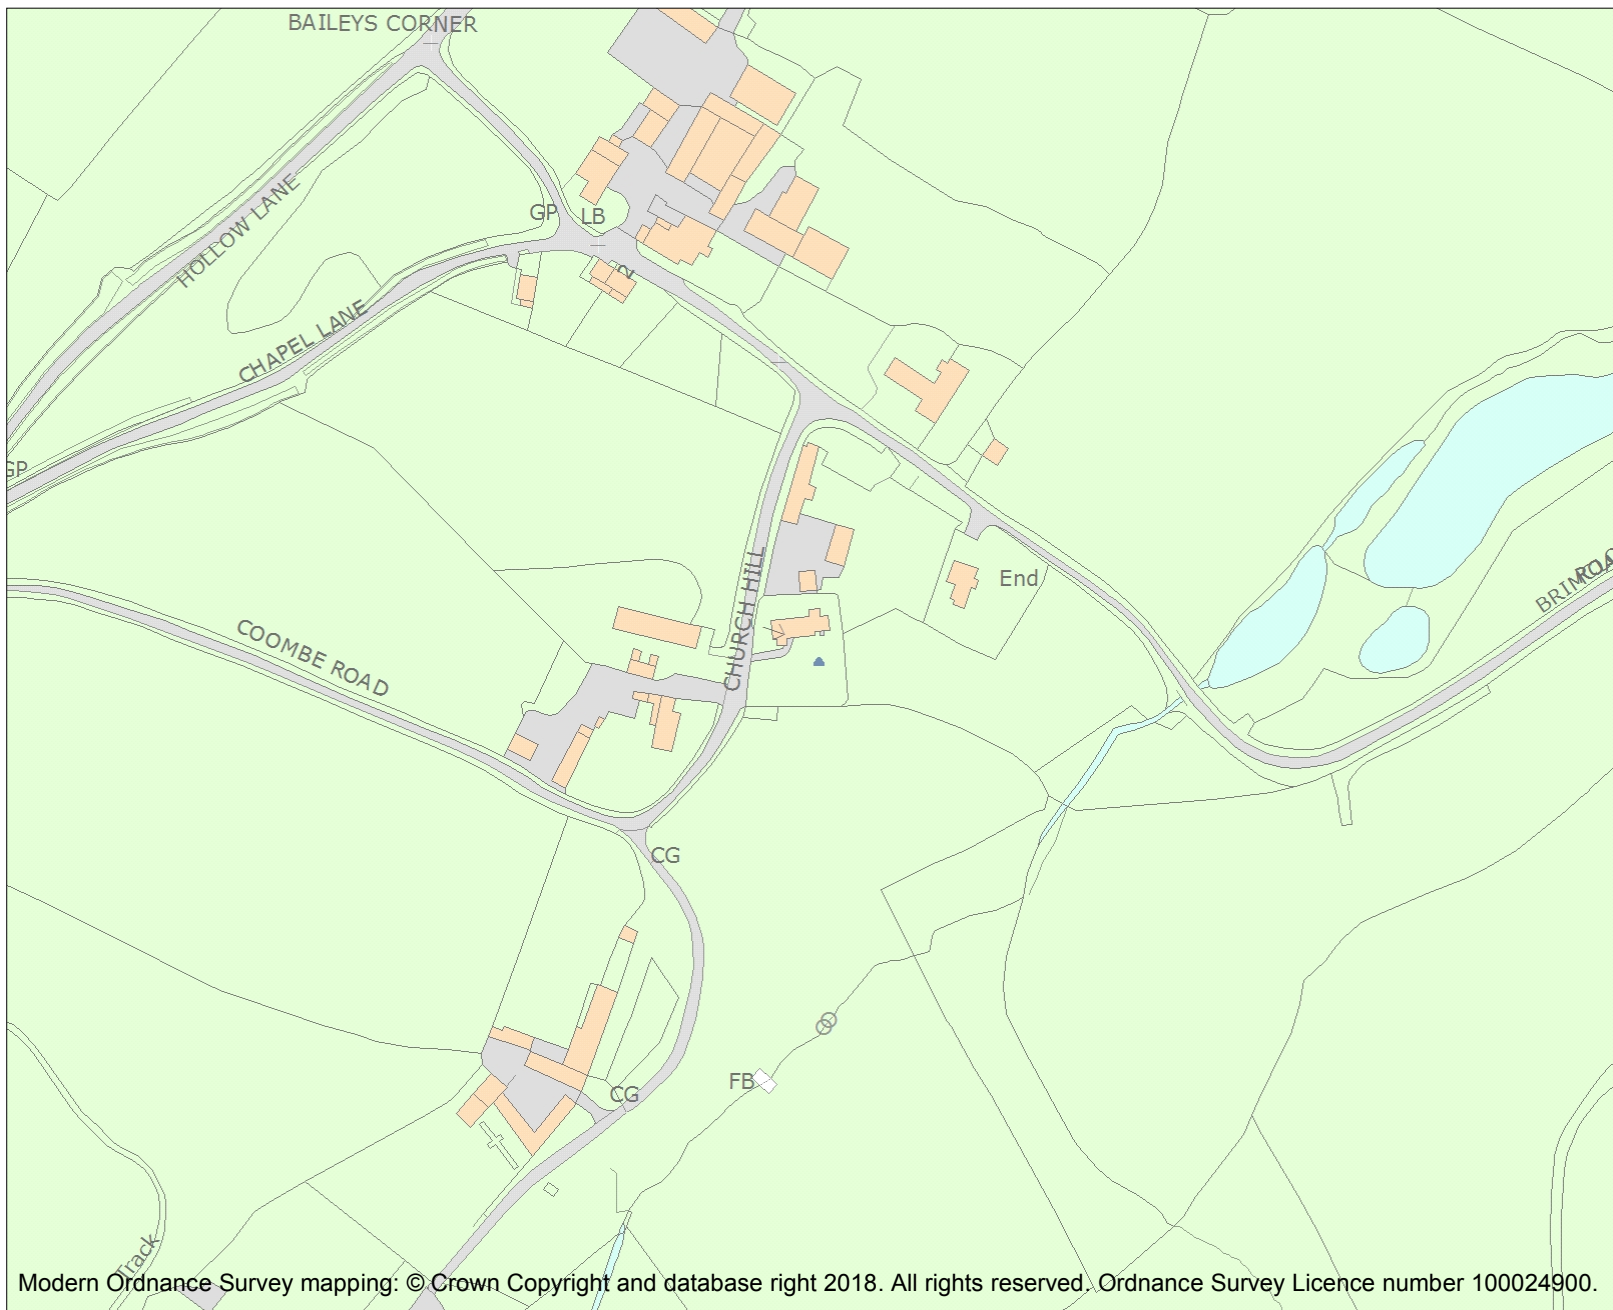 BAILEYS CORNER
HOLLOW LANE
GP
LB
2
CHAPEL LANE
GP
CHURCH HILL
End
COOMBE ROAD
CG
FB
CG
Track
Modern Ordnance Survey mapping: © Crown Copyright and database right 2018. All rights reserved. Ordnance Survey Licence number 100024900.